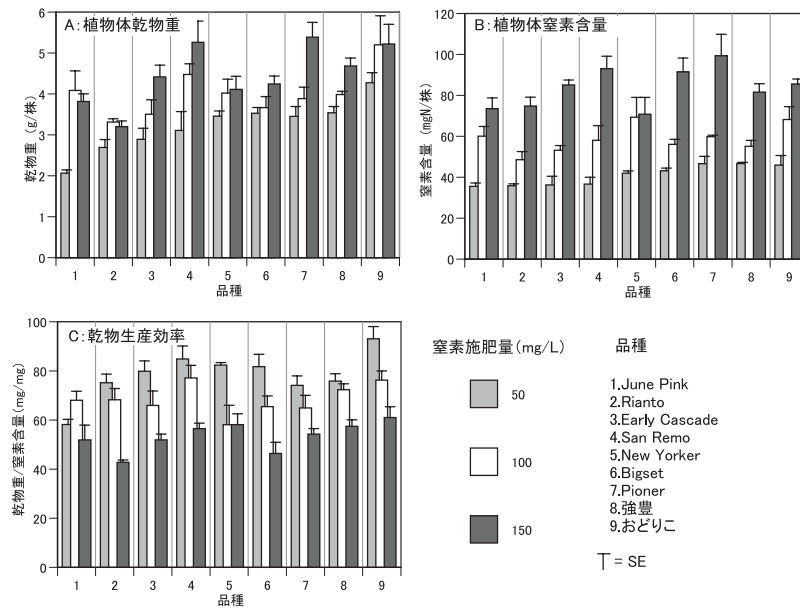 A:植物体乾物重
6
5
4
3
2
1
0
乾物重 (g/株)
1 2 3 4 5 6 7 8 9
品種
B:植物体窒素含量
120
100
80
60
40
20
0
窒素含量 (mgN/株)
1 2 3 4 5 6 7 8 9
品種
C:乾物生産効率
100
80
60
40
20
0
乾物重/窒素含量(mg/mg)
1 2 3 4 5 6 7 8 9
品種
窒素施肥量(mg/L)
50
100
150
品種
1.June Pink
2.Rianto
3.Early Cascade
4.San Remo
5.New Yorker
6.Bigset
7.Pioner
8.強豊
9.おどりこ
= SE